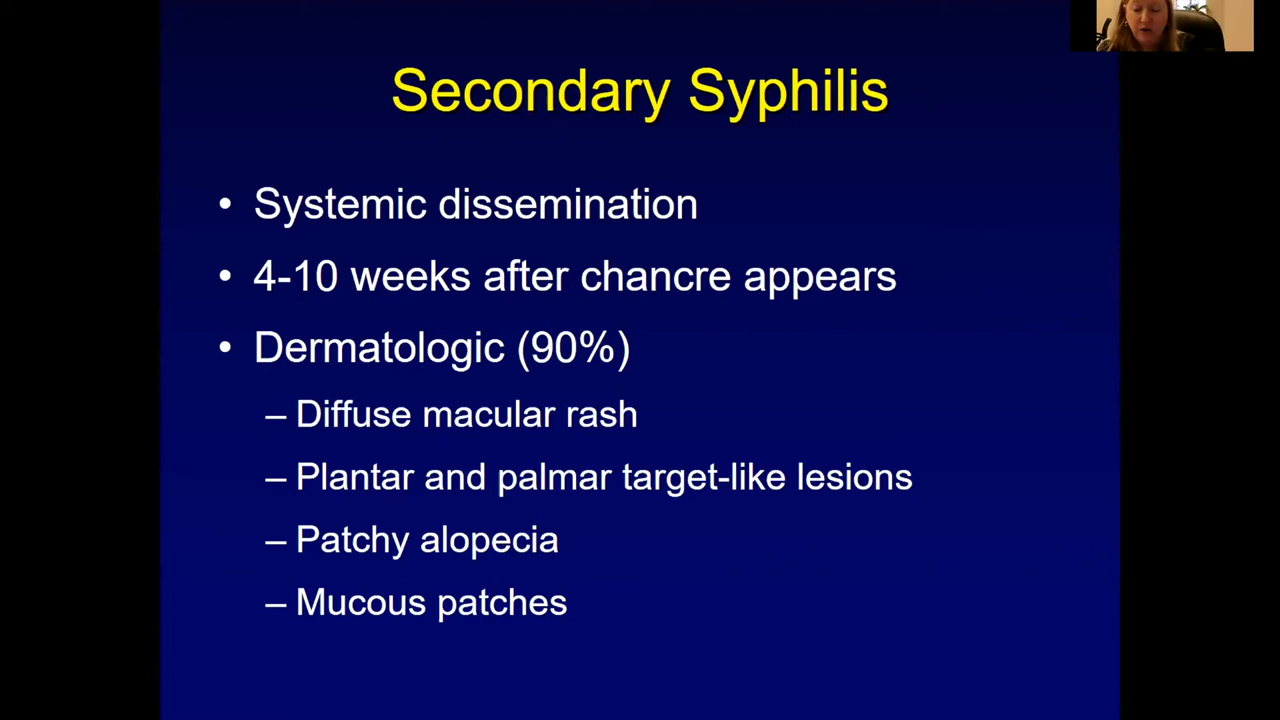 Secondary Syphilis
• Systemic dissemination
• 4-10 weeks after chancre appears
• Dermatologic (90%)
– Diffuse macular rash
– Plantar and palmar target-like lesions
– Patchy alopecia
– Mucous patches